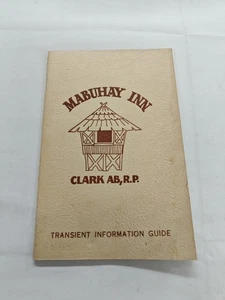 MABUHAY INN
CLARK AB, R.P.
TRANSIENT INFORMATION GUIDE